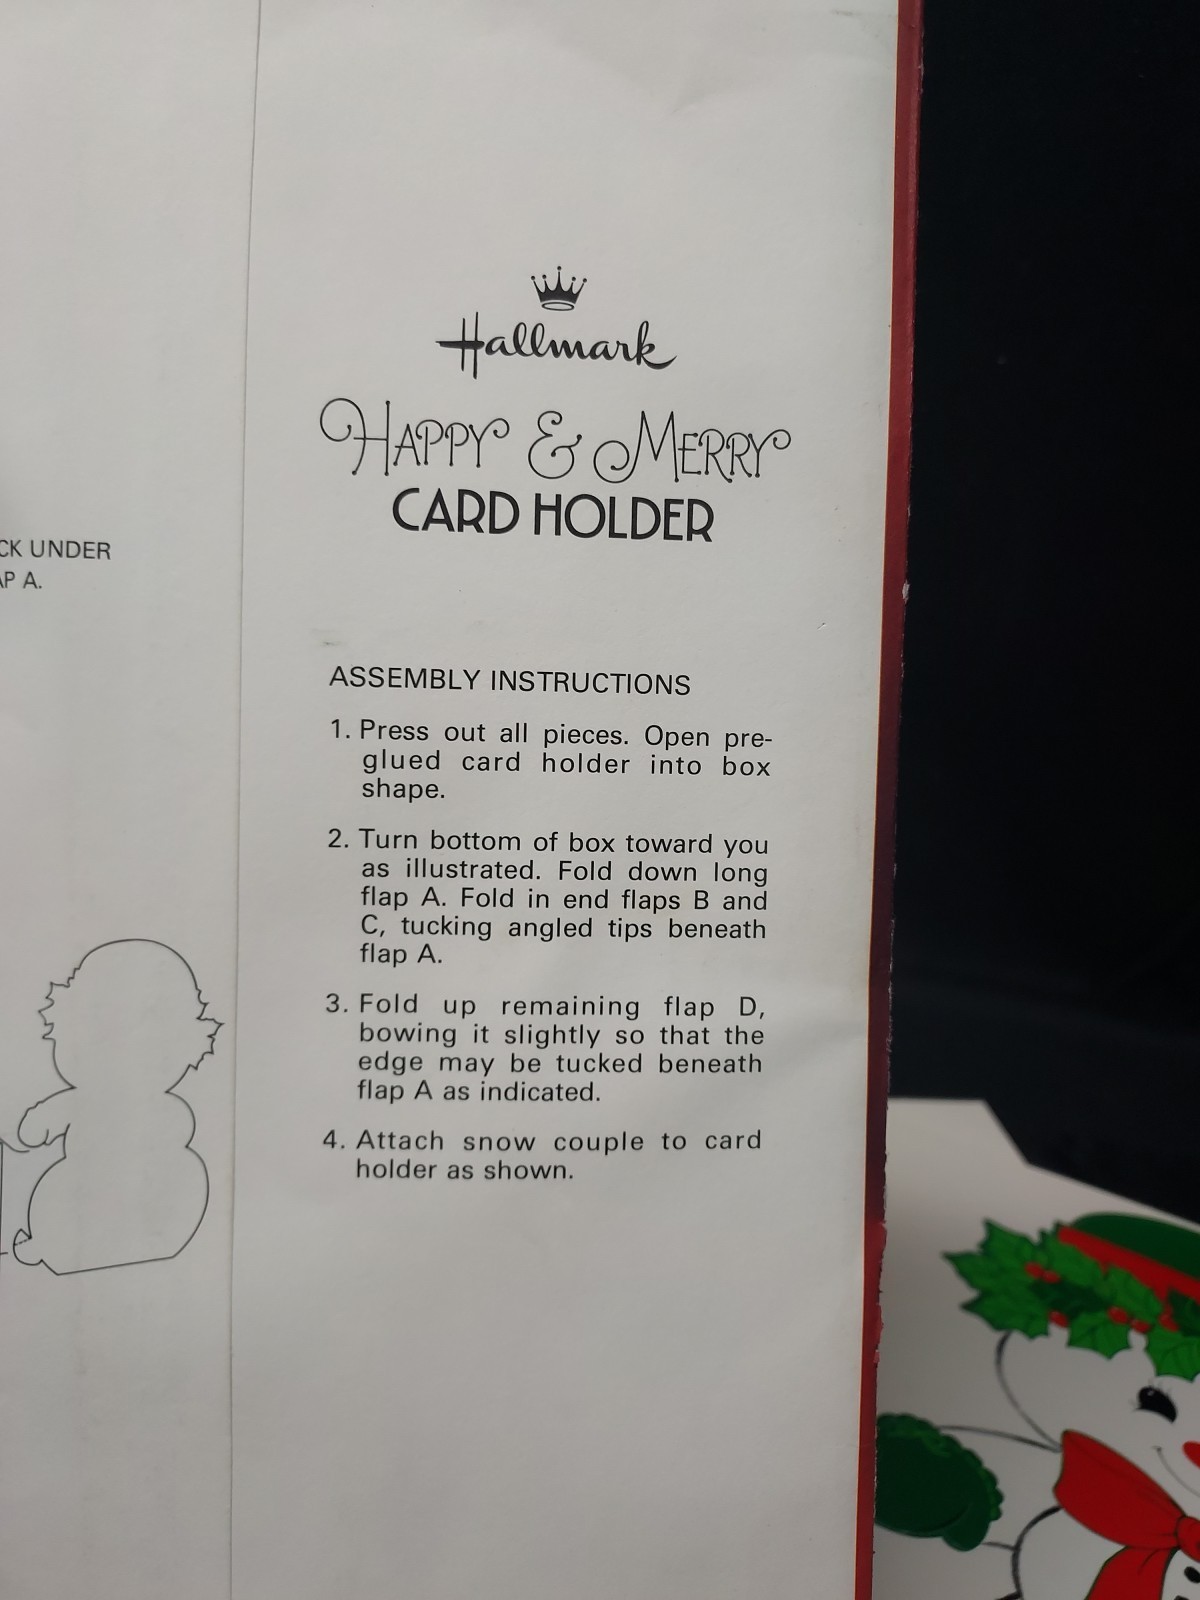 Hallmark
HAPPY & MERRY
CARD HOLDER
UNDER
A.
ASSEMBLY INSTRUCTIONS
1. Press out all pieces. Open pre-
glued card holder into box
shape.
2. Turn bottom of box toward you
as illustrated. Fold down long
flap A. Fold in end flaps B and
C, tucking angled tips beneath
flap A.
3. Fold up remaining flap D,
bowing it slightly so that the
edge may be tucked beneath
flap A as indicated.
4. Attach snow couple to card
holder as shown.